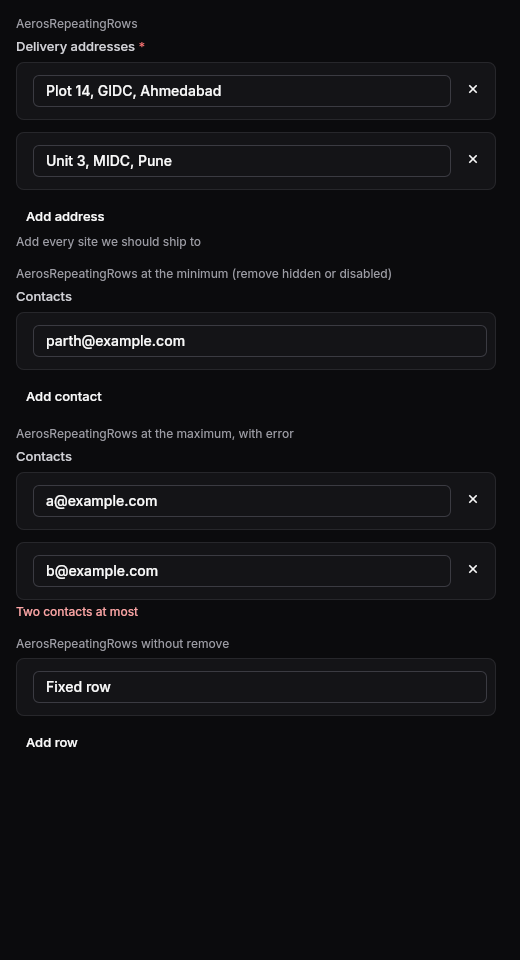 AerosRepeatingRows
Delivery addresses *
Plot 14, GIDC, Ahmedabad
✕
Unit 3, MIDC, Pune
✕
Add address
Add every site we should ship to
AerosRepeatingRows at the minimum (remove hidden or disabled)
Contacts
parth@example.com
Add contact
AerosRepeatingRows at the maximum, with error
Contacts
a@example.com
✕
b@example.com
✕
Two contacts at most
AerosRepeatingRows without remove
Fixed row
Add row